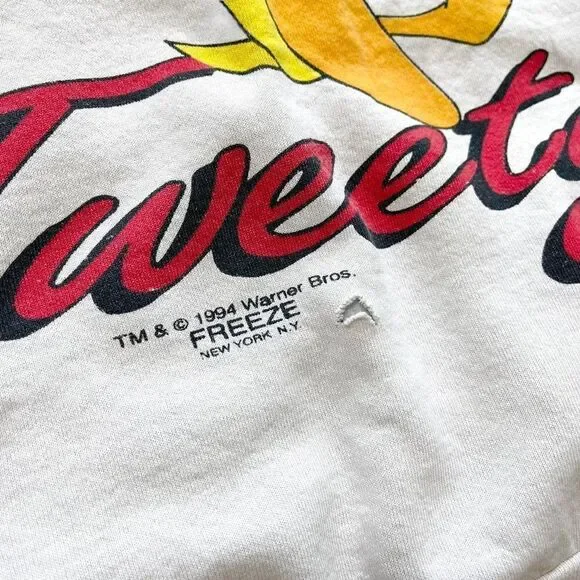 Tweety
TM & © 1994 Warner Bros.
FREEZE
NEW YORK N.Y.